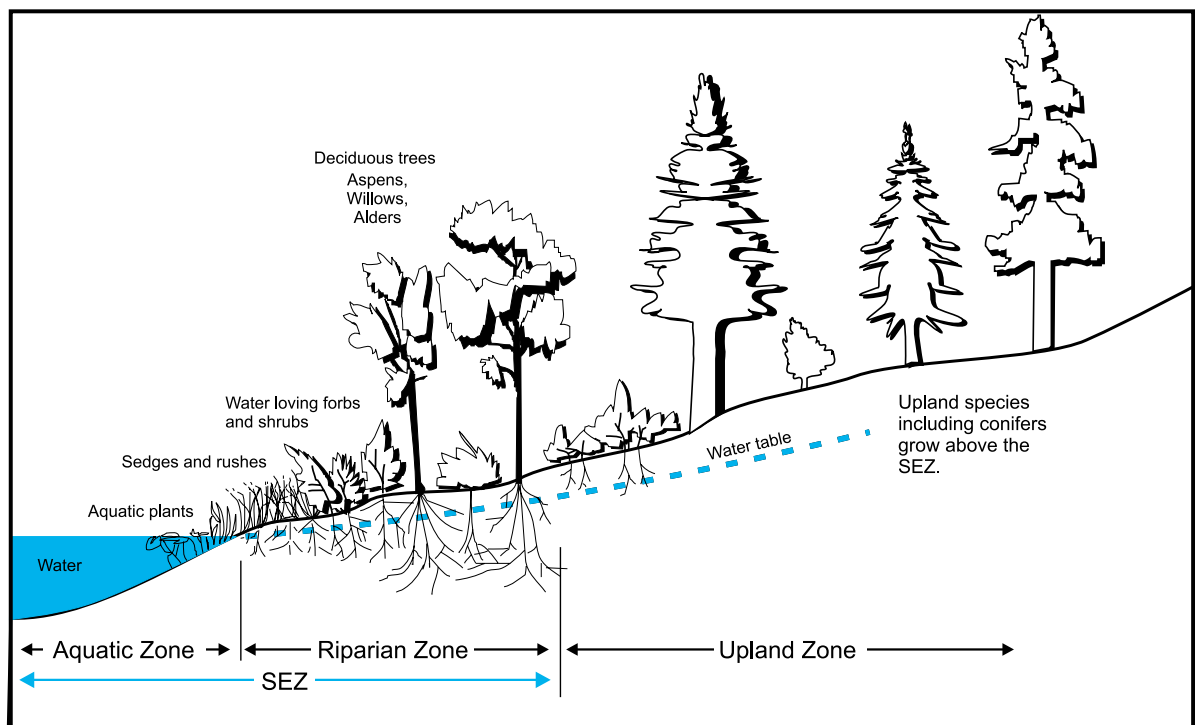 Deciduous trees
Aspens,
Willows,
Alders
Water loving forbs
and shrubs
Sedges and rushes
Aquatic plants
Water
Water table
Upland species
including conifers
grow above the
SEZ.
Aquatic Zone
Riparian Zone
Upland Zone
SEZ